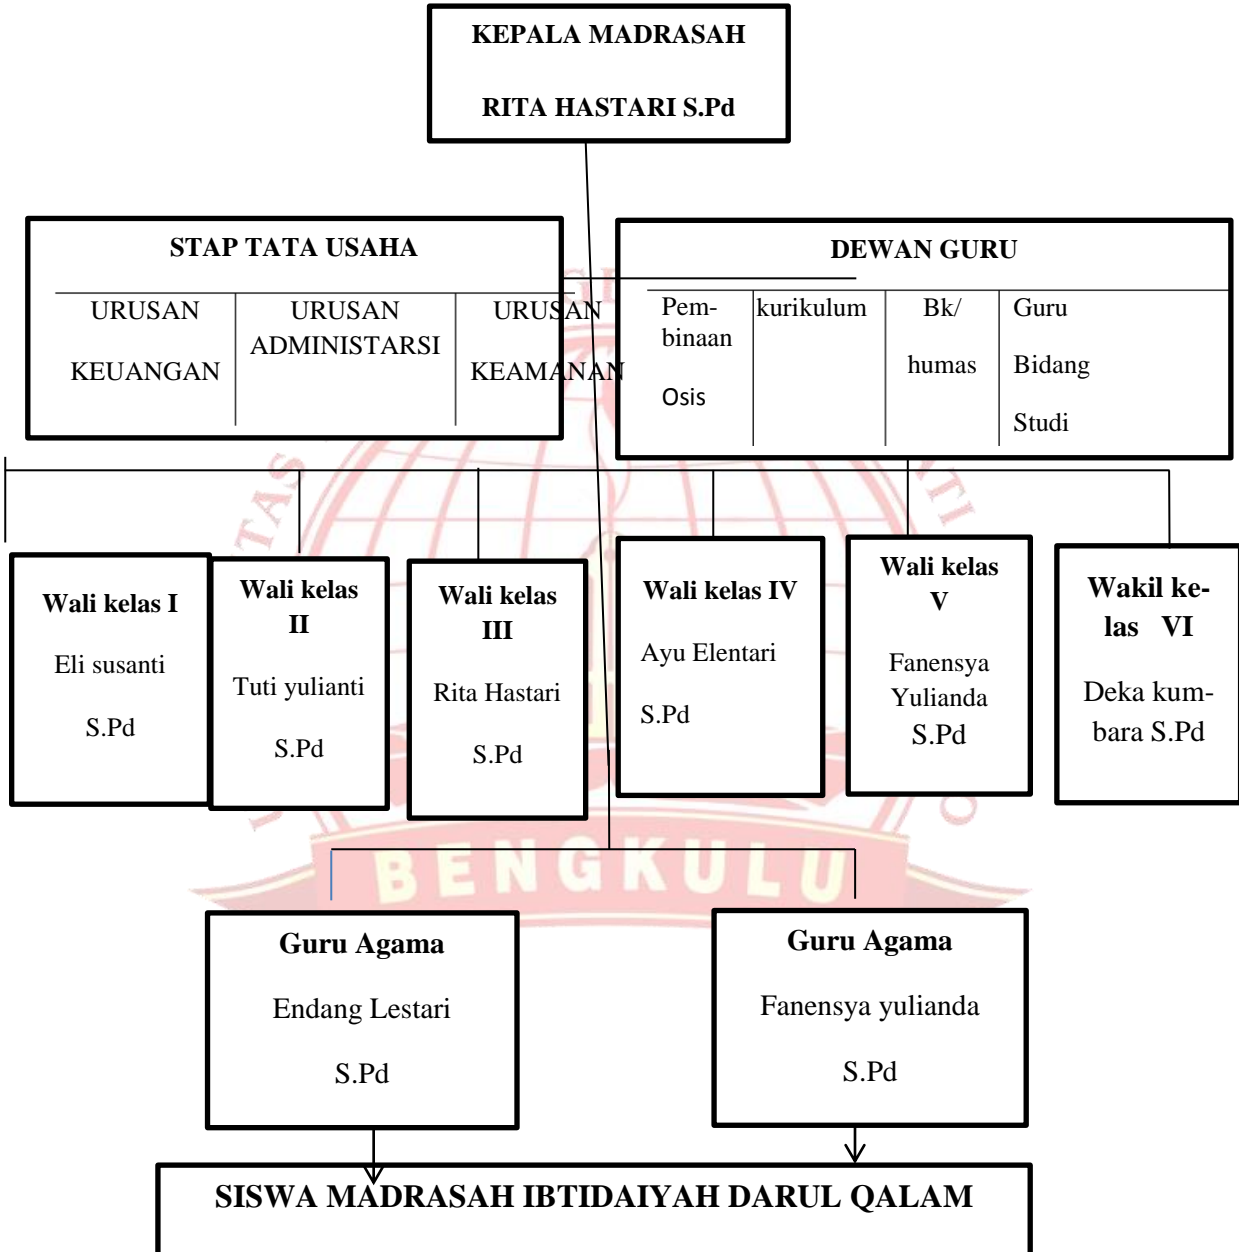 KEPALA MADRASAH
RITA HASTARI S.Pd
STAP TATA USAHA
URUSAN
KEUANGAN
URUSAN
ADMINISTARSI
URUSAN
KEAMANAN
DEWAN GURU
Pem-
binaan
Osis
kurikulum
Bk/
humas
Guru
Bidang
Studi
Wali kelas I
Eli susanti
S.Pd
Wali kelas
II
Tuti yulianti
S.Pd
Wali kelas
III
Rita Hastari
S.Pd
Wali kelas IV
Ayu Elentari
S.Pd
Wali kelas
V
Fanensya
Yulianda
S.Pd
Wakil ke-
las VI
Deka kum-
bara S.Pd
BENGKULU
Guru Agama
Endang Lestari
S.Pd
Guru Agama
Fanensya yulianda
S.Pd
SISWA MADRASAH IBTIDAIYAH DARUL QALAM